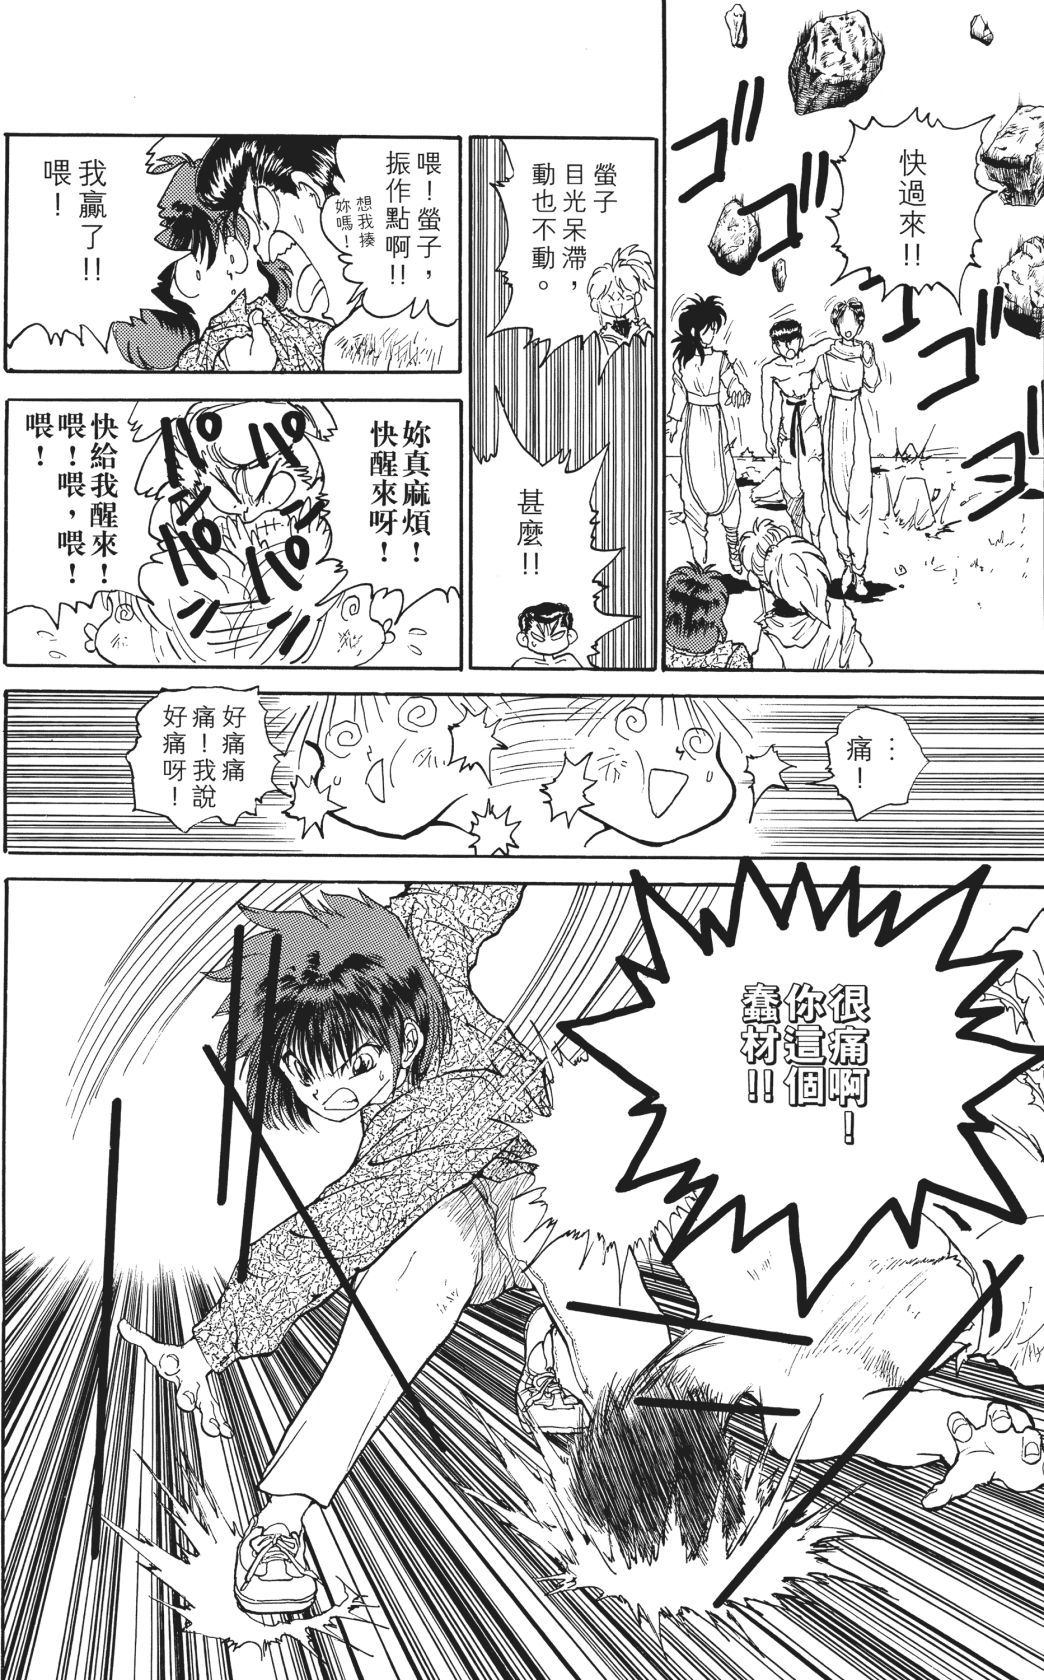 快過來!!
ゴ
ゴ
ゴ
ゴ
ゴ
螢子
目光呆滯，
動也不動。
甚麼!!
喂！螢子，
振作點啊!!
想我揍
妳嗎！
我贏了!!
喂！
妳真麻煩！
快醒來呀！
パパパパン
ン
快給我醒來！
喂！喂，喂！
喂！
…
痛！
好痛痛
痛！我說
好痛呀！
很痛啊！
你這個
蠢材!!